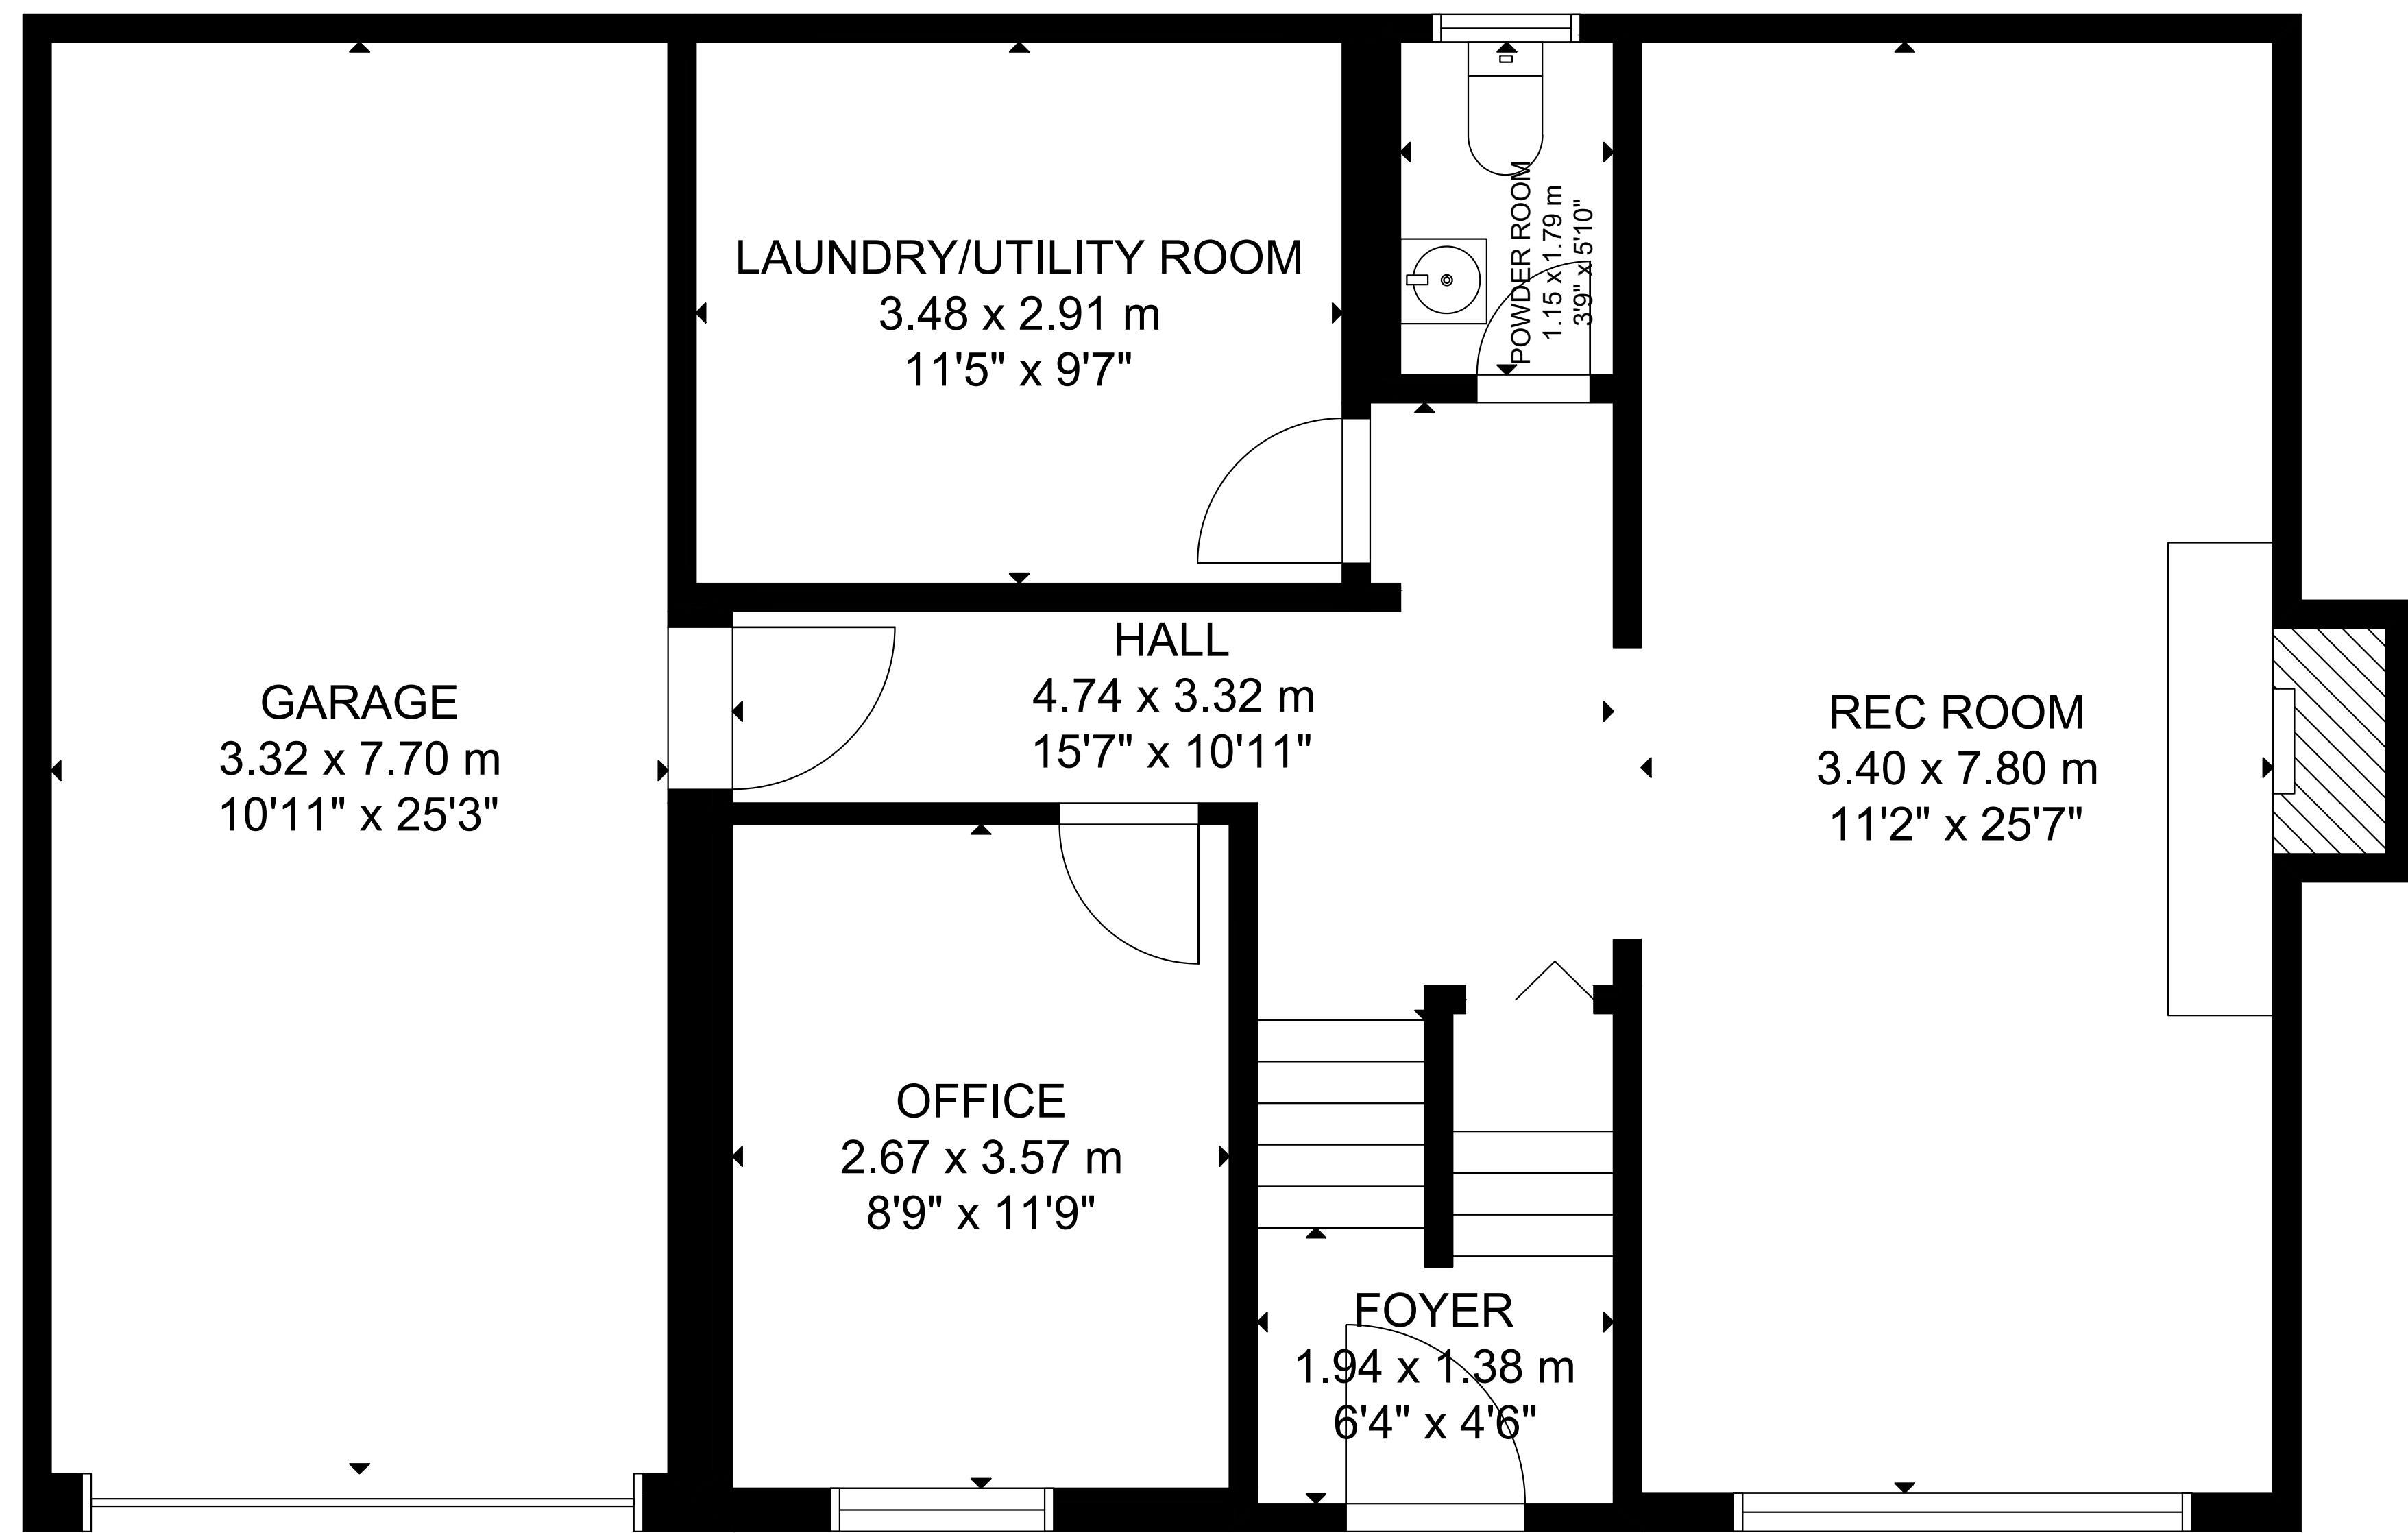 LAUNDRY/UTILITY ROOM
3.48 x 2.91 m
11'5" x 9'7"
POWDER ROOM
1.15 x 1.79 m
3'9" x 5'10"
GARAGE
3.32 x 7.70 m
10'11" x 25'3"
HALL
4.74 x 3.32 m
15'7" x 10'11"
REC ROOM
3.40 x 7.80 m
11'2" x 25'7"
OFFICE
2.67 x 3.57 m
8'9" x 11'9"
FOYER
1.94 x 1.38 m
6'4" x 4'6"